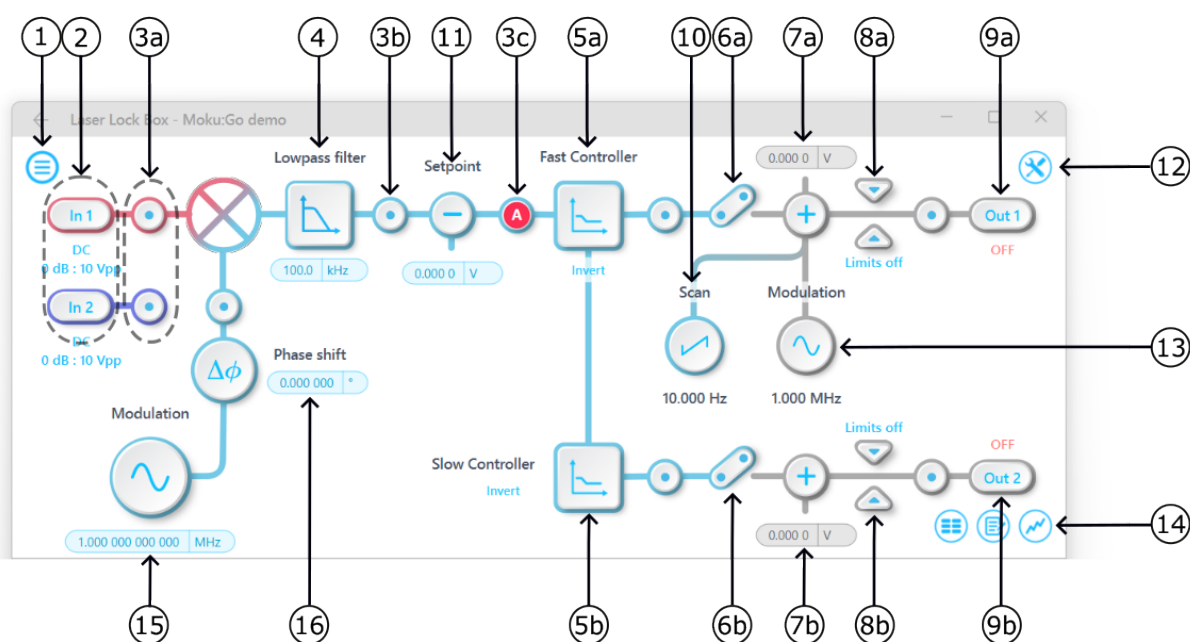 1 2 3a 4 3b 11 3c 5a 10 6a 7a 8a 9a
Laser Lock Box - Moku:Go demo
Lowpass filter
Setpoint
Fast Controller
0.000 0 V
12
In 1
A
Out 1
DC
0 dB : 10 Vpp
100.0 kHz
0.000 0 V
Invert
Limits off
OFF
In 2
Scan
Modulation
DC
0 dB : 10 Vpp
Δϕ
Phase shift
0.000 000 °
13
10.000 Hz
1.000 MHz
Modulation
Limits off
OFF
Slow Controller
Invert
Out 2
1.000 000 000 000 MHz
0.000 0 V
14
15 16 5b 6b 7b 8b 9b